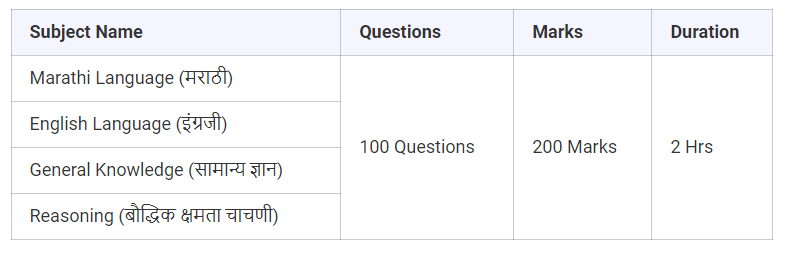 Subject Name Questions Marks Duration
Marathi Language (मराठी)
English Language (इंग्रजी)
100 Questions 200 Marks 2 Hrs
General Knowledge (सामान्य ज्ञान)
Reasoning (बौद्धिक क्षमता चाचणी)